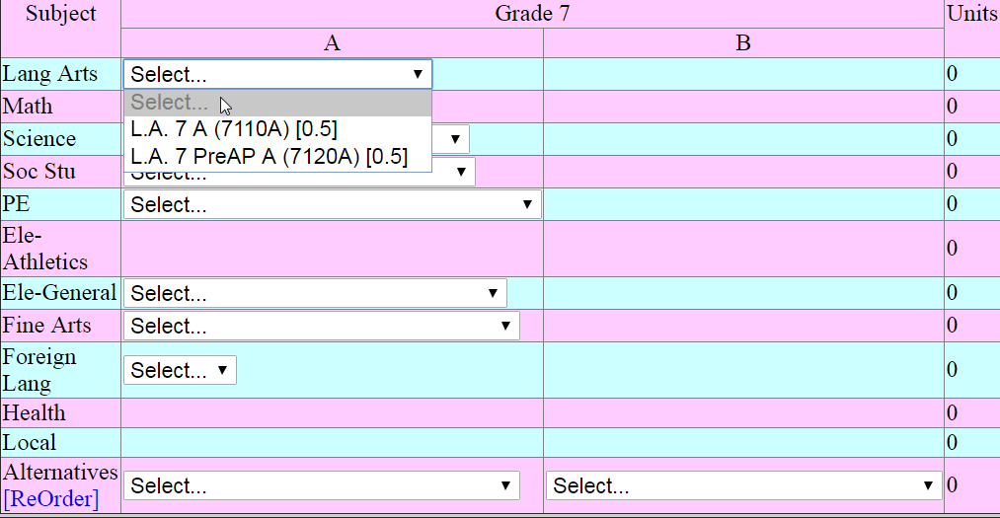 Subject Grade 7 Units
A B
Lang Arts Select... 0
Select...
Math 0
L.A. 7 A (7110A) [0.5]
Science 0
L.A. 7 PreAP A (7120A) [0.5]
Soc Stu Select... 0
PE Select... 0
Ele-
Athletics 0
Ele-General Select... 0
Fine Arts Select... 0
Foreign
Lang Select... 0
Health 0
Local 0
Alternatives
[ReOrder] Select... Select... 0